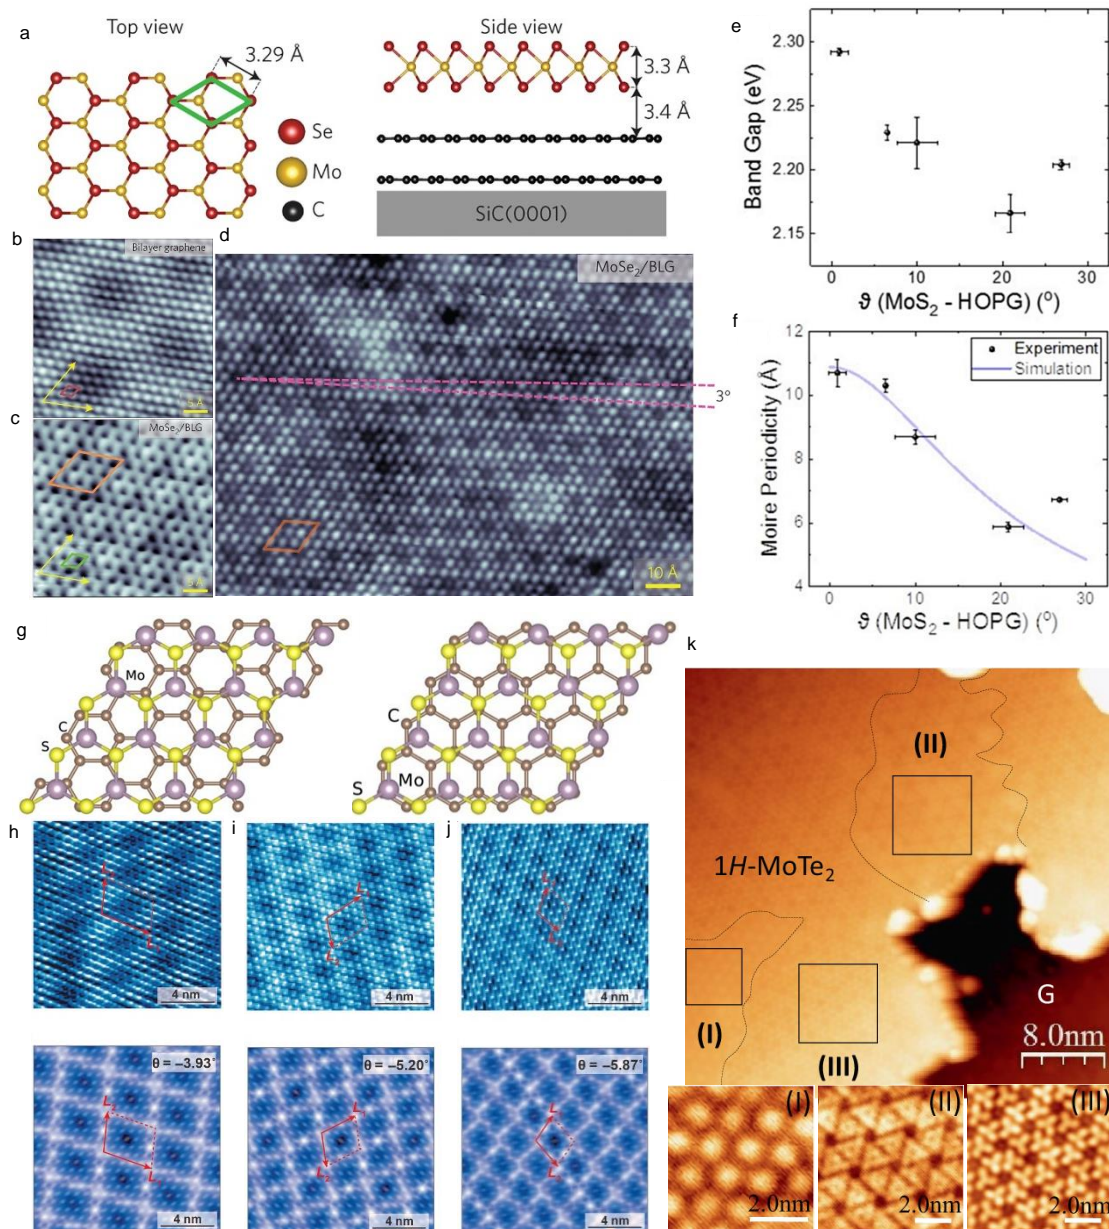 a
Top view
3.29 Å
Se
Mo
C
Side view
3.3 Å
3.4 Å
SiC(0001)
b
Bilayer graphene
5 Å
c
MoSe₂/BLG
5 Å
d
MoSe₂/BLG
3°
10 Å
e
Band Gap (eV)
2.30
2.25
2.20
2.15
0
10
20
30
ϑ (MoS₂ - HOPG) (°)
f
Moire Periodicity (Å)
12
10
8
6
4
Experiment
Simulation
0
10
20
30
ϑ (MoS₂ - HOPG) (°)
g
Mo
C
S
C
Mo
S
h
4 nm
i
4 nm
j
4 nm
θ = −3.93°
4 nm
θ = −5.20°
4 nm
θ = −5.87°
4 nm
k
(II)
1H-MoTe₂
(I)
(III)
G
8.0nm
(I)
2.0nm
(II)
2.0nm
(III)
2.0nm